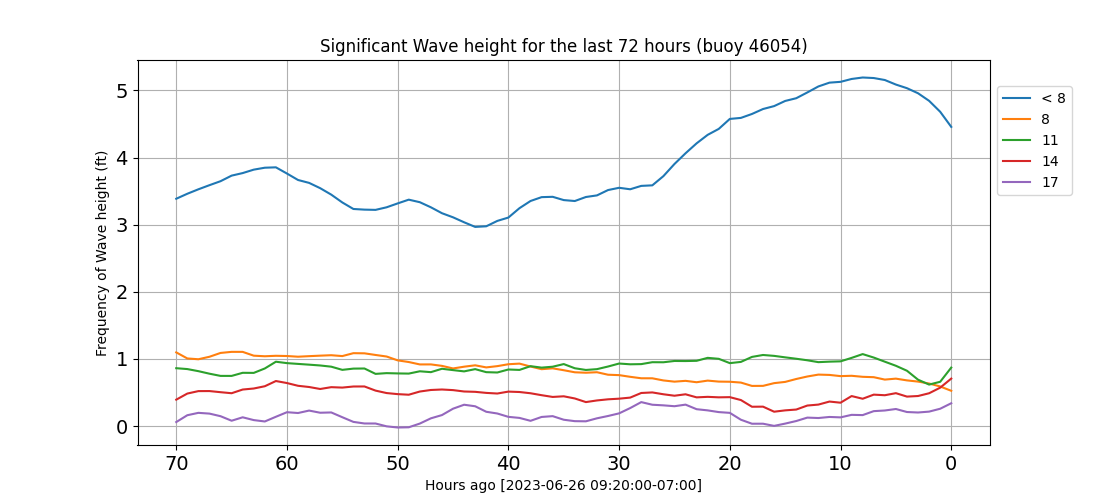 Significant Wave height for the last 72 hours (buoy 46054)
Frequency of Wave height (ft)
5
4
3
2
1
0
70 60 50 40 30 20 10 0
Hours ago [2023-06-26 09:20:00-07:00]
< 8
8
11
14
17